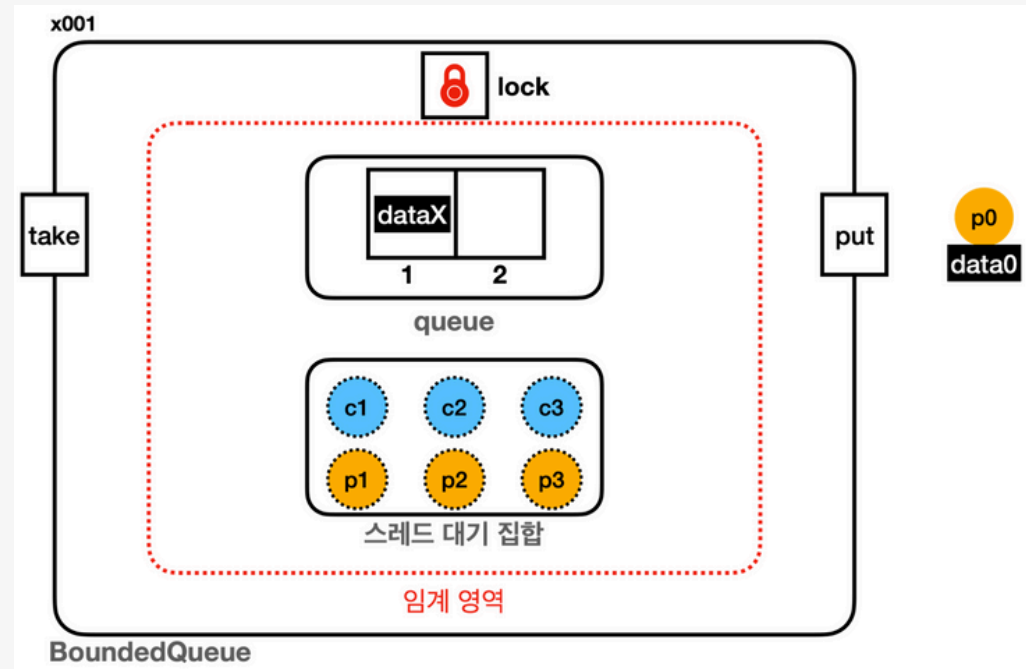 x001
lock
take
dataX
put
p0
data0
1 2
queue
c1 c2 c3
p1 p2 p3
스레드 대기 집합
임계 영역
BoundedQueue